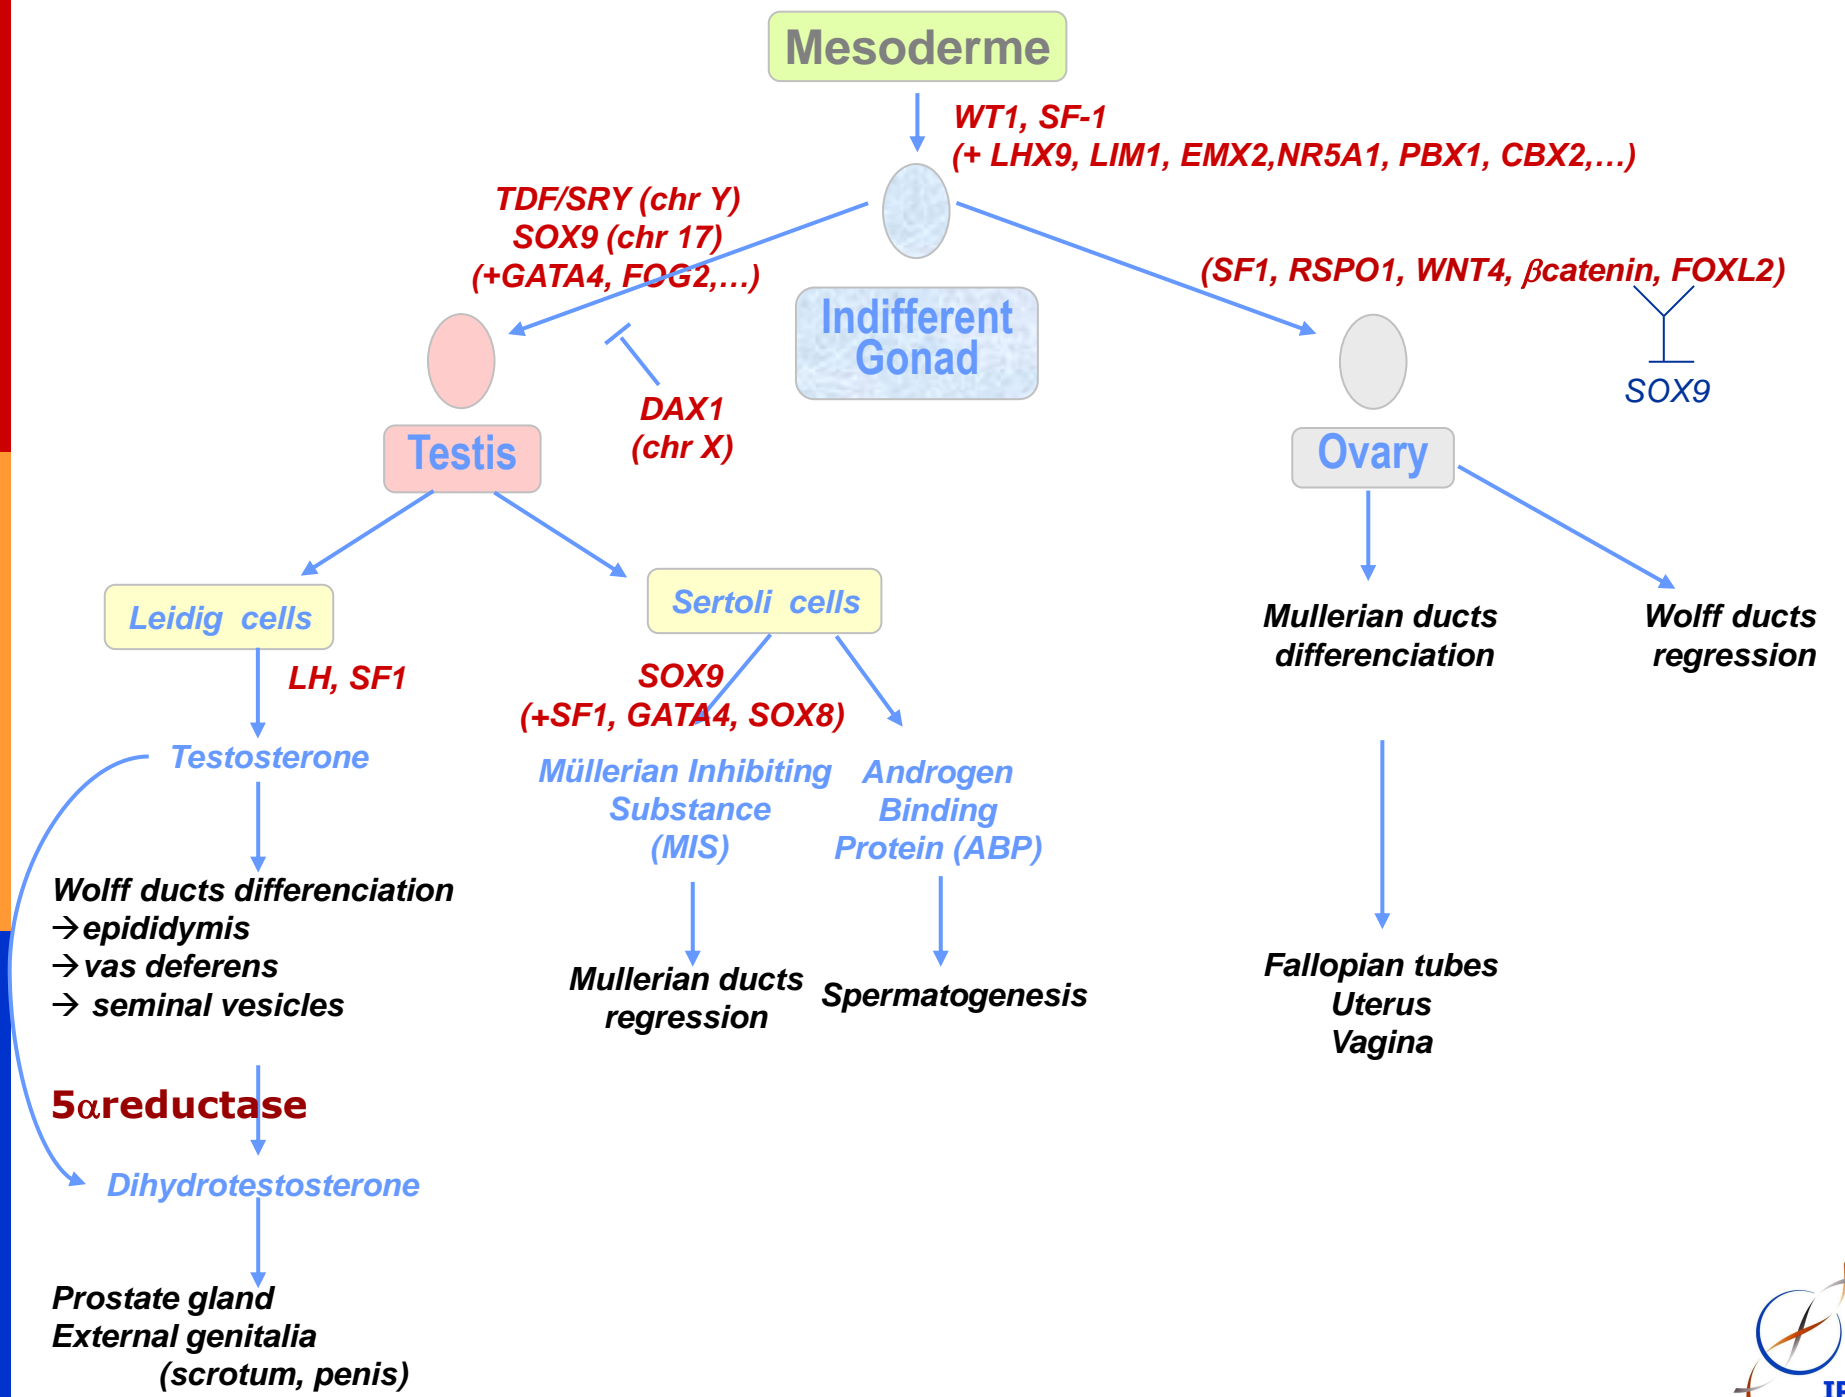 Mesoderme
WT1, SF-1
(+ LHX9, LIM1, EMX2,NR5A1, PBX1, CBX2,…)
TDF/SRY (chr Y)
SOX9 (chr 17)
(+GATA4, FOG2,…)
(SF1, RSPO1, WNT4, βcatenin, FOXL2)
Indifferent
Gonad
SOX9
DAX1
(chr X)
Testis
Ovary
Leidig cells
Sertoli cells
Mullerian ducts
differenciation
Wolff ducts
regression
LH, SF1
SOX9
(+SF1, GATA4, SOX8)
Testosterone
Müllerian Inhibiting
Substance
(MIS)
Androgen
Binding
Protein (ABP)
Wolff ducts differenciation
→epididymis
→vas deferens
→ seminal vesicles
Mullerian ducts
regression
Spermatogenesis
Fallopian tubes
Uterus
Vagina
5αreductase
Dihydrotestosterone
Prostate gland
External genitalia
(scrotum, penis)